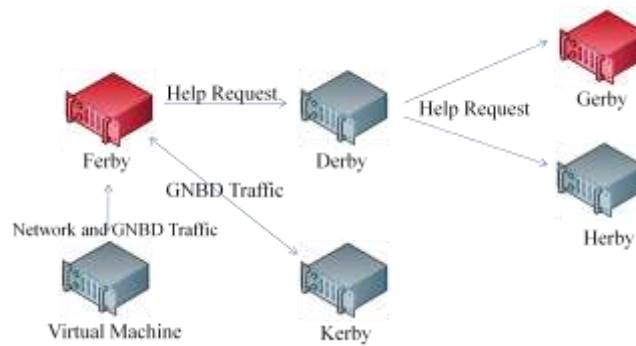 Gerby
Help Request
Help Request
Ferby
Derby
GNBD Traffic
Herby
Network and GNBD Traffic
Virtual Machine
Kerby